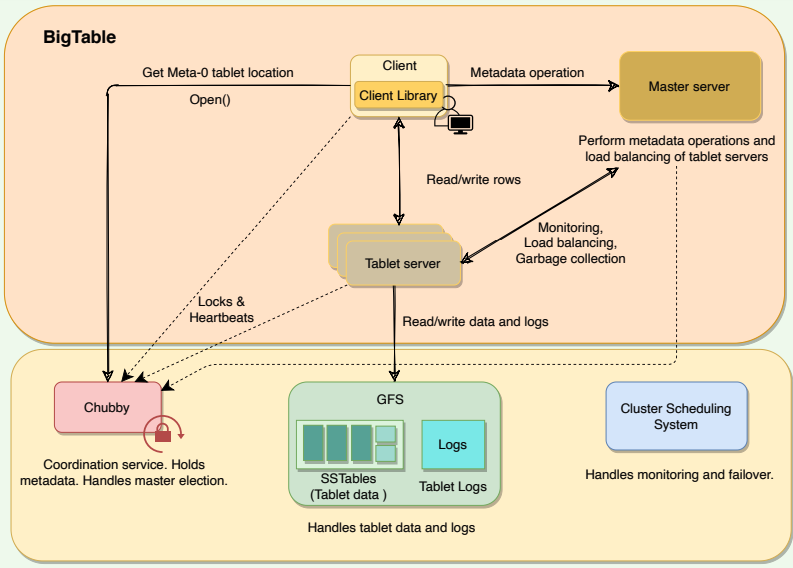 BigTable
Client
Client Library
Get Meta-0 tablet location
Open()
Metadata operation
Master server
Perform metadata operations and
load balancing of tablet servers
Read/write rows
Monitoring,
Load balancing,
Garbage collection
Tablet server
Locks &
Heartbeats
Read/write data and logs
Chubby
Coordination service. Holds
metadata. Handles master election.
GFS
SSTables
(Tablet data )
Logs
Tablet Logs
Handles tablet data and logs
Cluster Scheduling
System
Handles monitoring and failover.